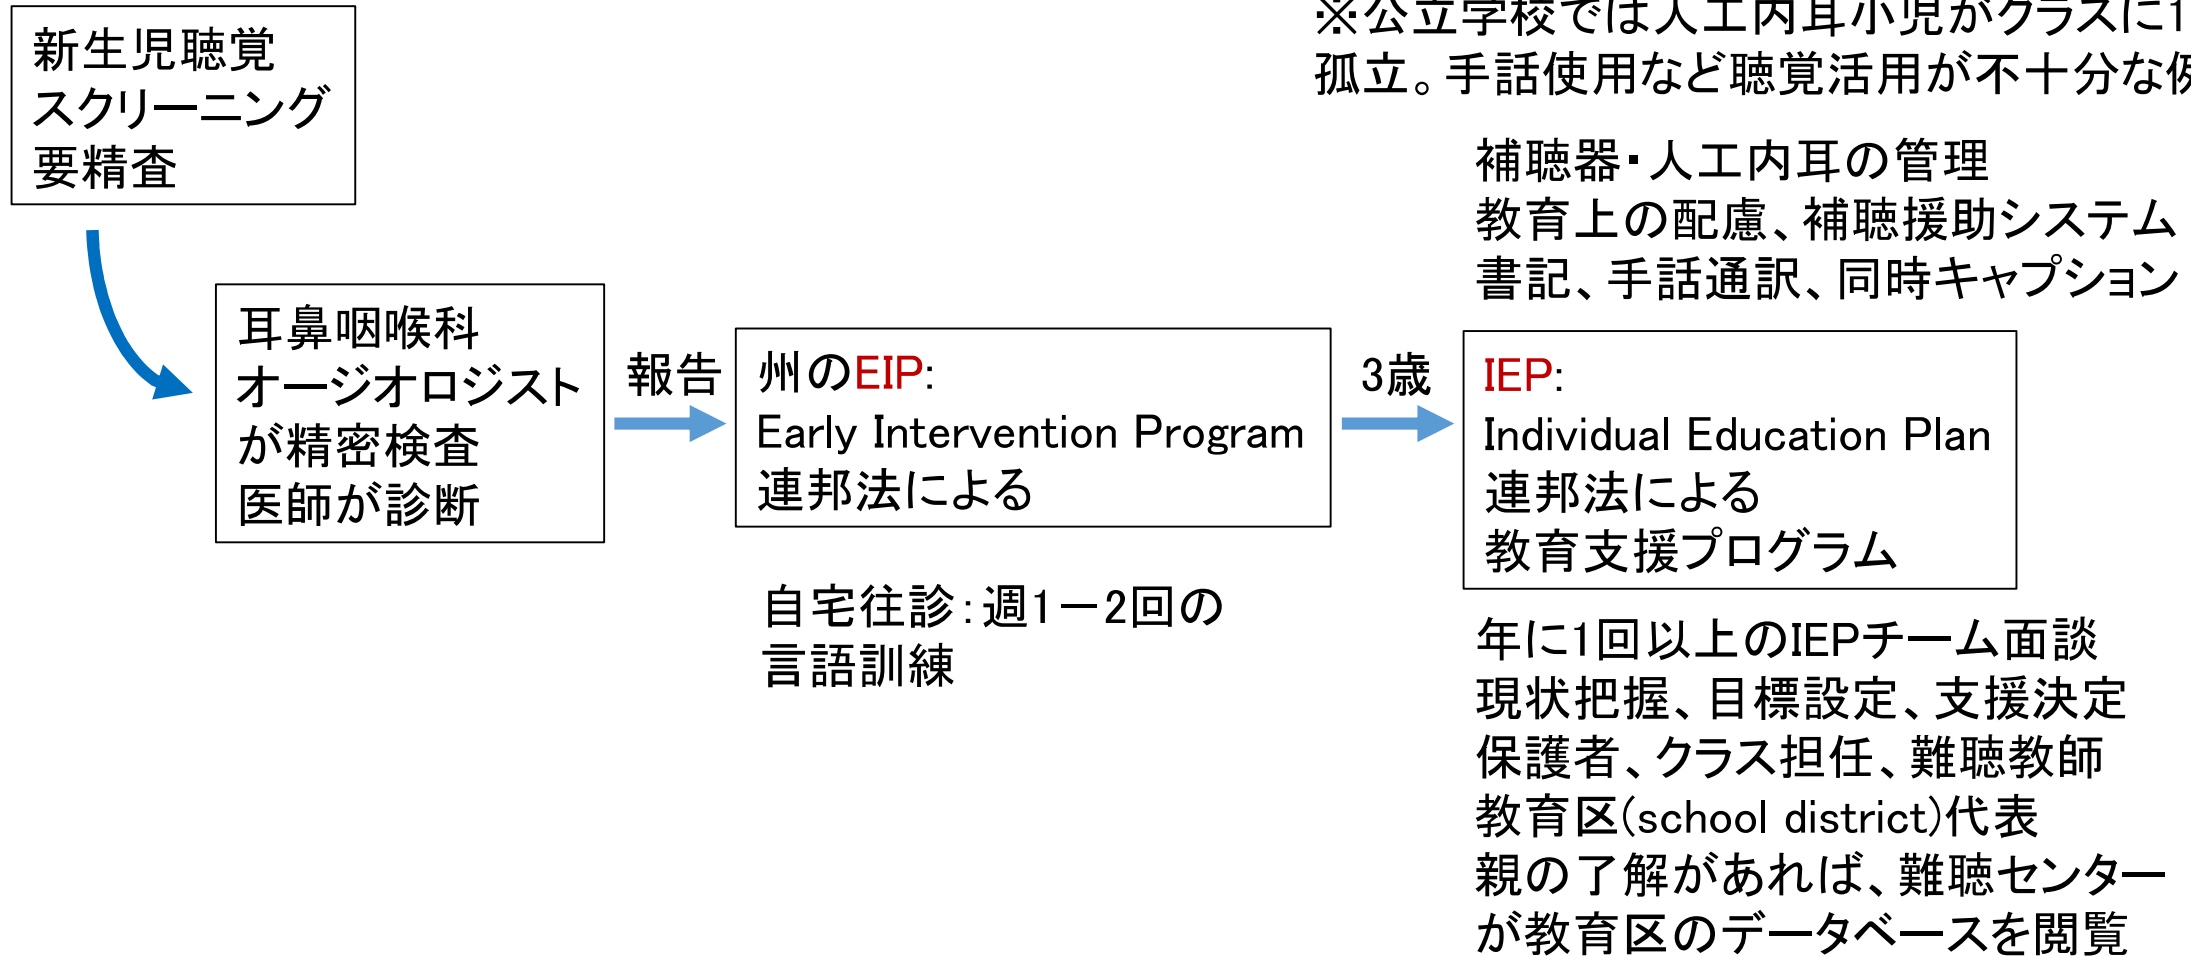 ※公立学校では人工内耳小児がクラスに1
孤立。手話使用など聴覚活用が不十分な
新生児聴覚
スクリーニング
要精査
補聴器・人工内耳の管理
教育上の配慮、補聴援助システム
書記、手話通訳、同時キャプション
耳鼻咽喉科
オージオロジスト
が精密検査
医師が診断
報告
州のEIP:
Early Intervention Program
連邦法による
3歳
IEP:
Individual Education Plan
連邦法による
教育支援プログラム
自宅往診：週1－2回の
言語訓練
年に1回以上のIEPチーム面談
現状把握、目標設定、支援決定
保護者、クラス担任、難聴教師
教育区(school district)代表
親の了解があれば、難聴センター
が教育区のデータベースを閲覧